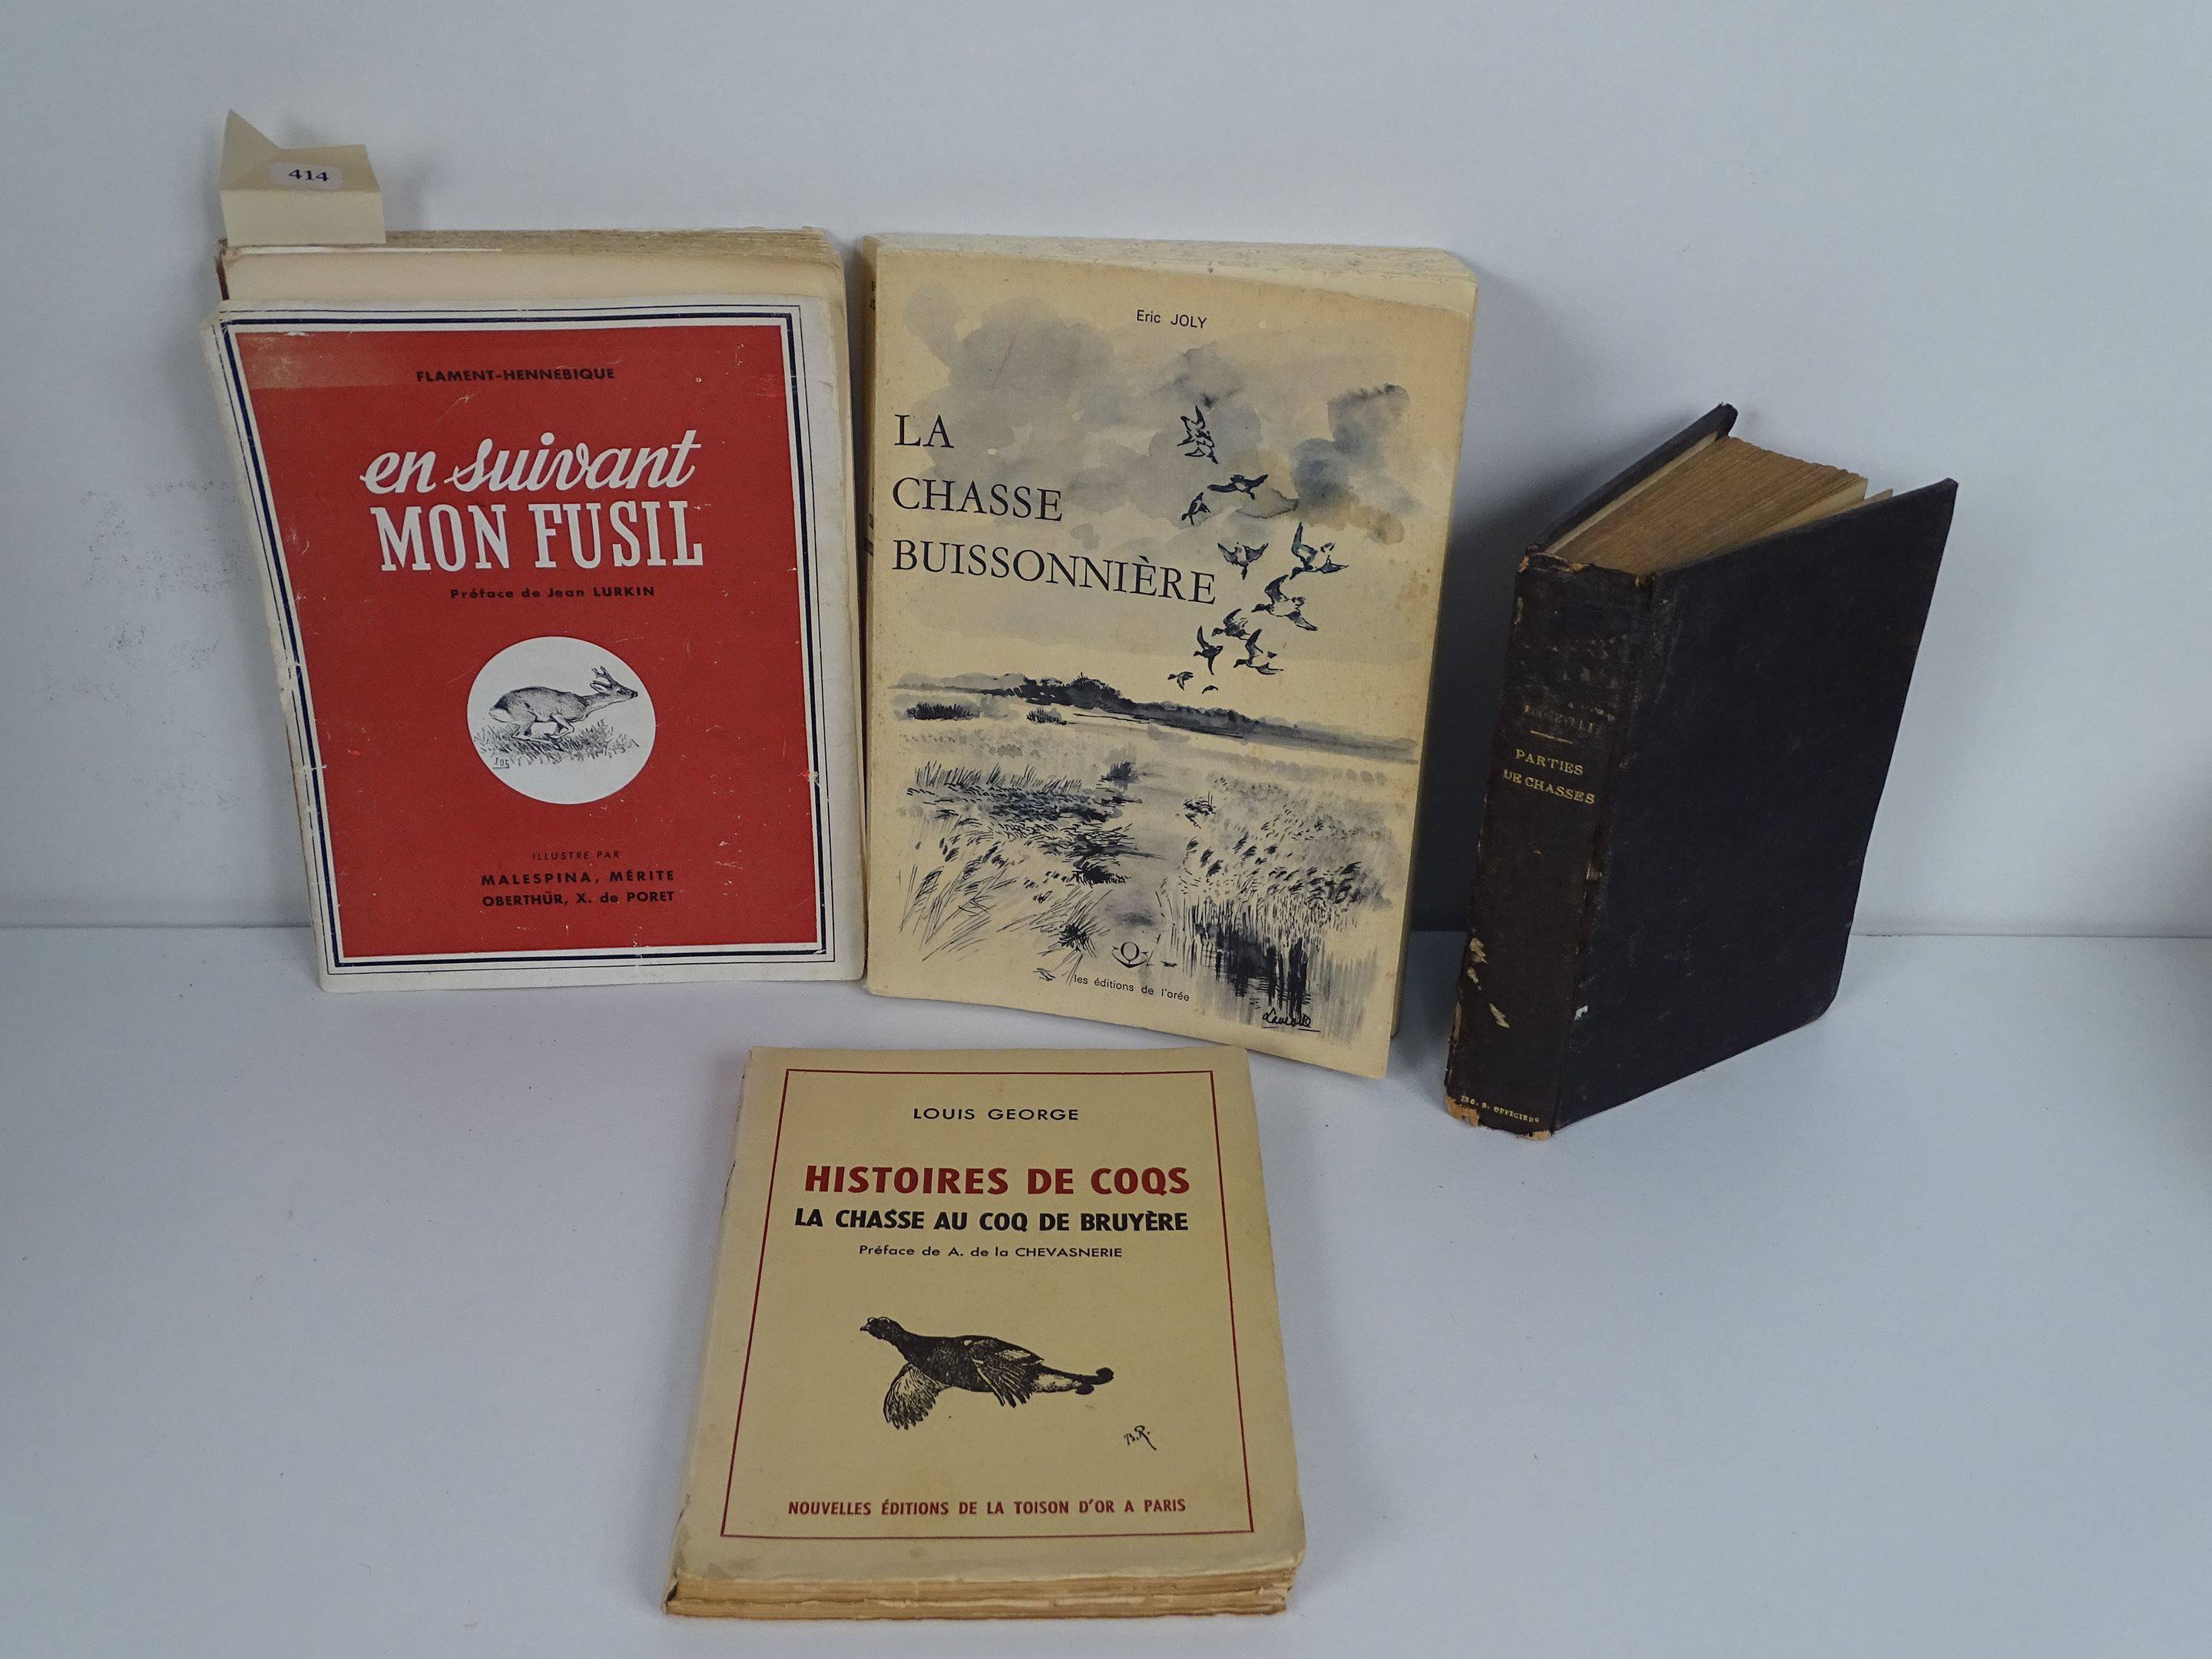 414
FLAMENT-HENNEBIQUE
en suivant
MON FUSIL
Préface de Jean LURKIN
ILLUSTRE PAR
MALESPINA, MÉRITE
OBERTHÜR, X. de PORET
Eric JOLY
LA
CHASSE
BUISSONNIÈRE
les éditions de l'orée
PARTIES
DE CHASSES
S. OFFICIERS
LOUIS GEORGE
HISTOIRES DE COQS
LA CHASSE AU COQ DE BRUYÈRE
Préface de A. de la CHEVASNERIE
B.R.
NOUVELLES ÉDITIONS DE LA TOISON D'OR A PARIS